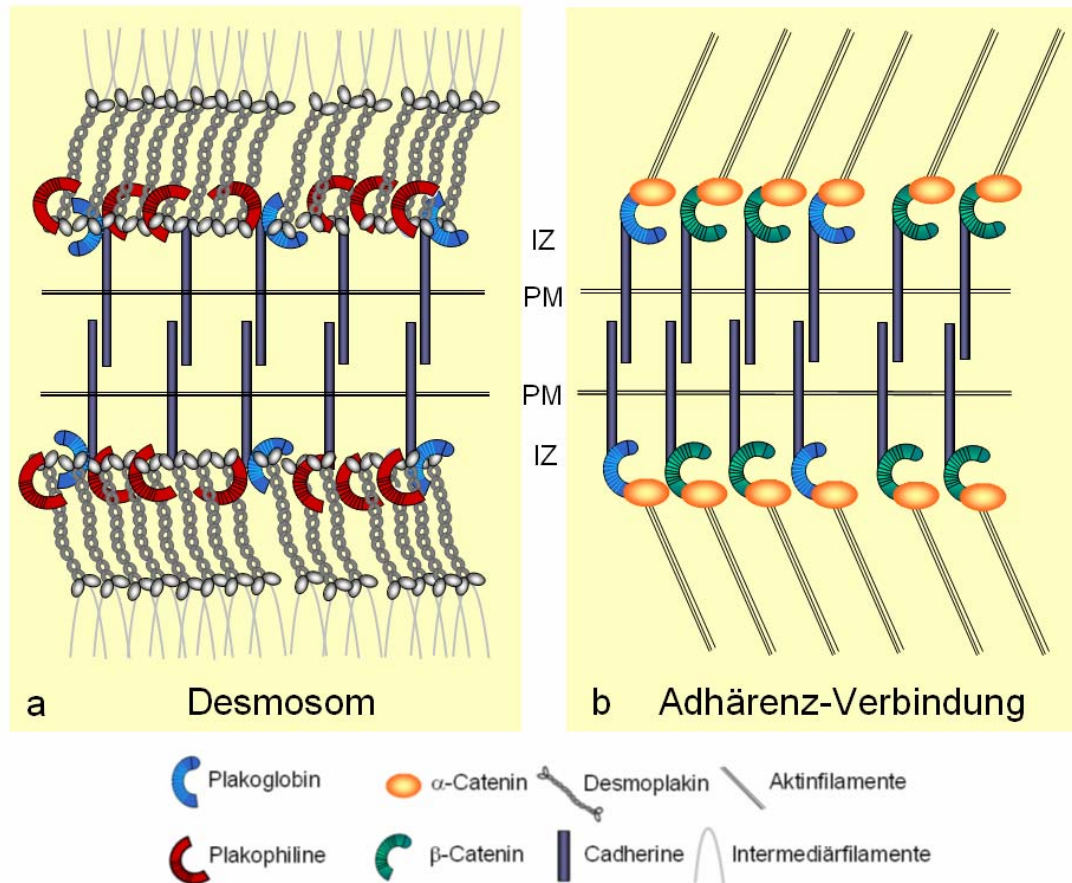 IZ
PM
PM
IZ
a Desmosom
b Adhärenz-Verbindung
Plakoglobin
α-Catenin
Desmoplakin
Aktinfilamente
Plakophiline
β-Catenin
Cadherine
Intermediärfilamente